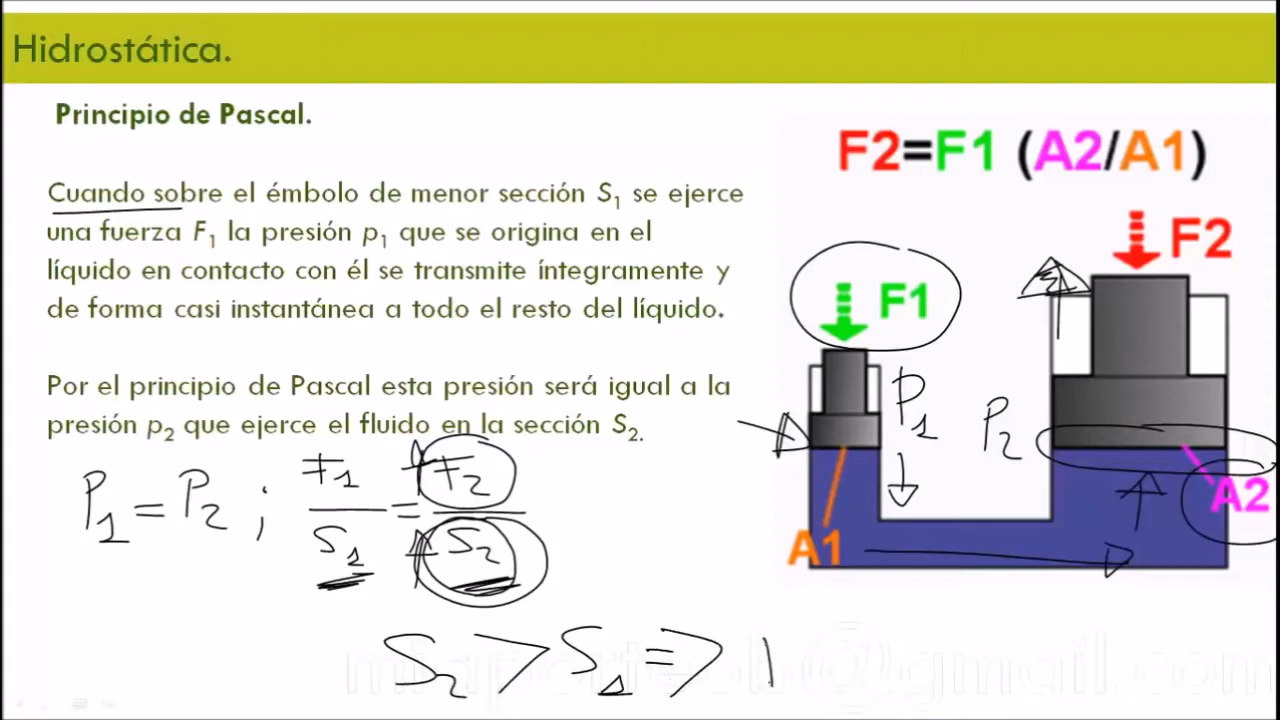 Hidrostática.
Principio de Pascal.
Cuando sobre el émbolo de menor sección S₁ se ejerce
una fuerza F₁ la presión p₁ que se origina en el
líquido en contacto con él se transmite íntegramente y
de forma casi instantánea a todo el resto del líquido.
Por el principio de Pascal esta presión será igual a la
presión p₂ que ejerce el fluido en la sección S₂.
P₁ = P₂ ; F₁/S₁ = F₂/S₂
S₂ > S₁ =>
F2=F1 (A2/A1)
F2
F1
P₁
P₂
A2
A1
@gmail.com